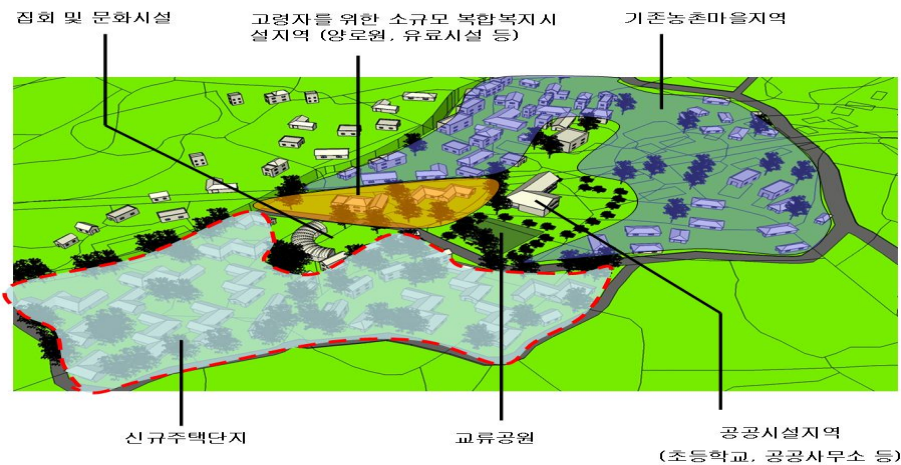 집회 및 문화시설
고령자를 위한 소규모 복합복지시
설지역 (양로원, 유료시설 등)
기존농촌마을지역
신규주택단지
교류공원
공공시설지역
(초등학교, 공공사무소 등)